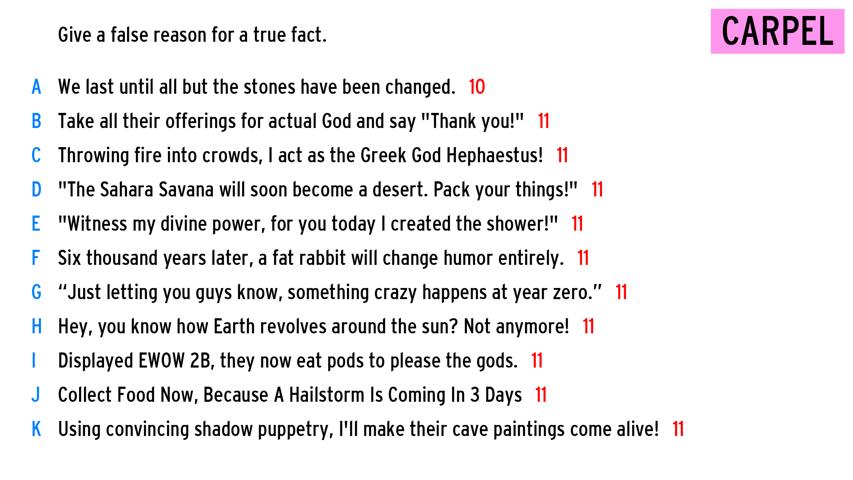 Give a false reason for a true fact.
CARPEL
A We last until all but the stones have been changed. 10
B Take all their offerings for actual God and say "Thank you!" 11
C Throwing fire into crowds, I act as the Greek God Hephaestus! 11
D "The Sahara Savana will soon become a desert. Pack your things!" 11
E "Witness my divine power, for you today I created the shower!" 11
F Six thousand years later, a fat rabbit will change humor entirely. 11
G “Just letting you guys know, something crazy happens at year zero.” 11
H Hey, you know how Earth revolves around the sun? Not anymore! 11
I Displayed EWOW 2B, they now eat pods to please the gods. 11
J Collect Food Now, Because A Hailstorm Is Coming In 3 Days 11
K Using convincing shadow puppetry, I'll make their cave paintings come alive! 11